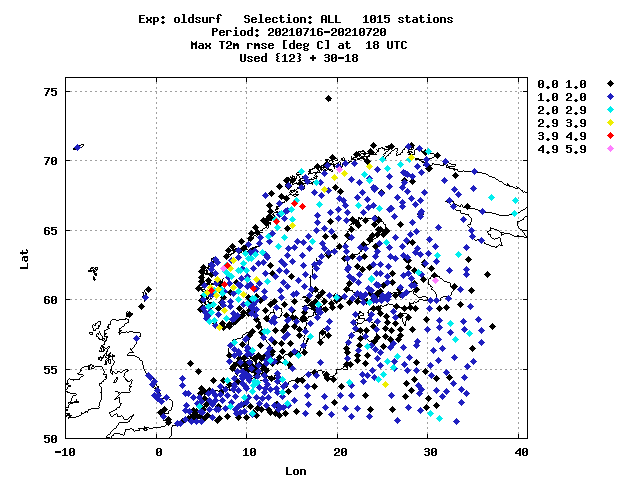 Exp: oldsurf   Selection: ALL   1015 stations
Period: 20210716-20210720
Max T2m rmse [deg C] at  18 UTC
Used {12} + 30-18
0.0 1.0
1.0 2.0
2.0 2.9
2.9 3.9
3.9 4.9
4.9 5.9
75
70
65
60
55
50
Lat
-10 0 10 20 30 40
Lon